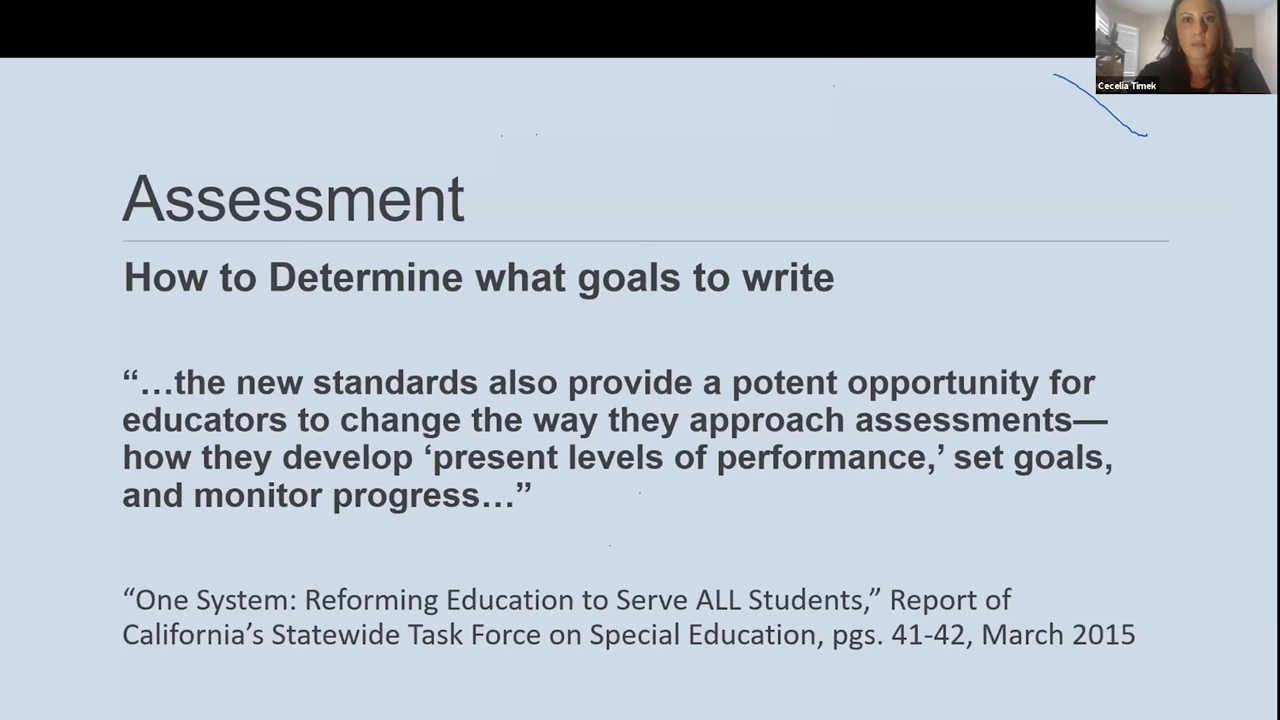 Cecelia Timek
Assessment
How to Determine what goals to write
“…the new standards also provide a potent opportunity for
educators to change the way they approach assessments—
how they develop ‘present levels of performance,’ set goals,
and monitor progress…”
“One System: Reforming Education to Serve ALL Students,” Report of
California’s Statewide Task Force on Special Education, pgs. 41-42, March 2015